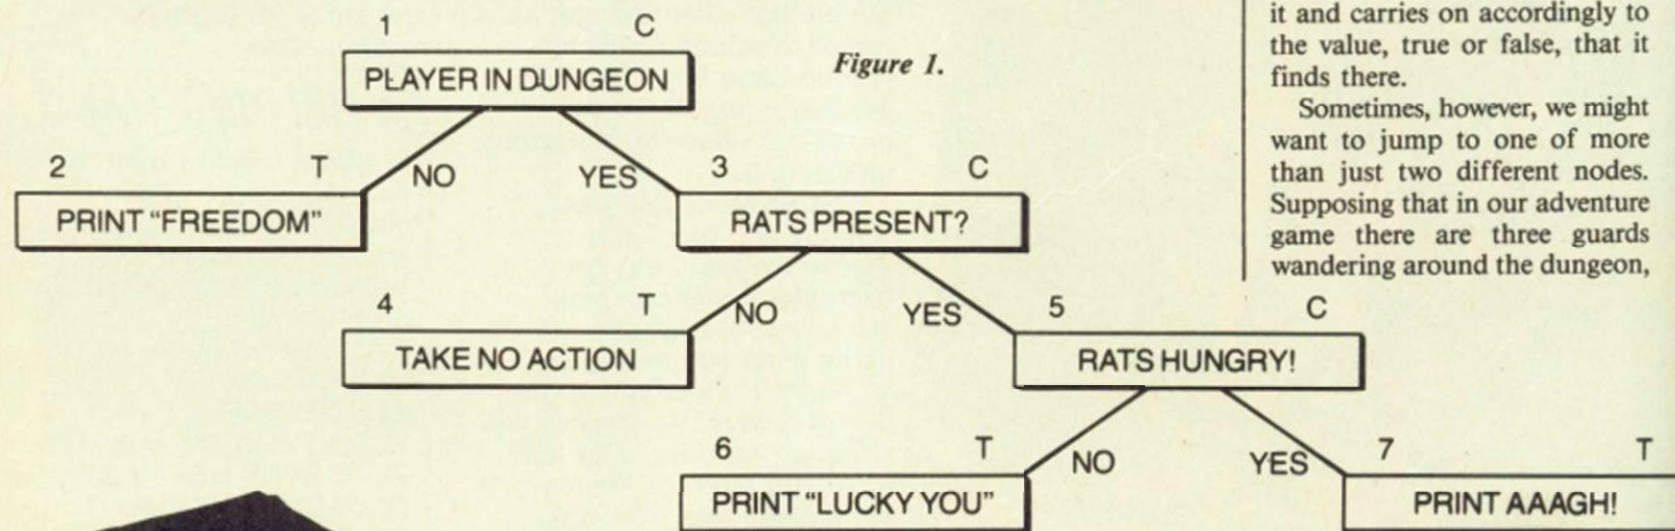 1 C
PLAYER IN DUNGEON
Figure 1.
2 T
NO
YES
3 C
PRINT “FREEDOM”
RATS PRESENT?
4 T
NO
YES
5 C
TAKE NO ACTION
RATS HUNGRY!
6 T
NO
YES
7 T
PRINT “LUCKY YOU”
PRINT AAAGH!
it and carries on accordingly to
the value, true or false, that it
finds there.
Sometimes, however, we might
want to jump to one of more
than just two different nodes.
Supposing that in our adventure
game there are three guards
wandering around the dungeon,